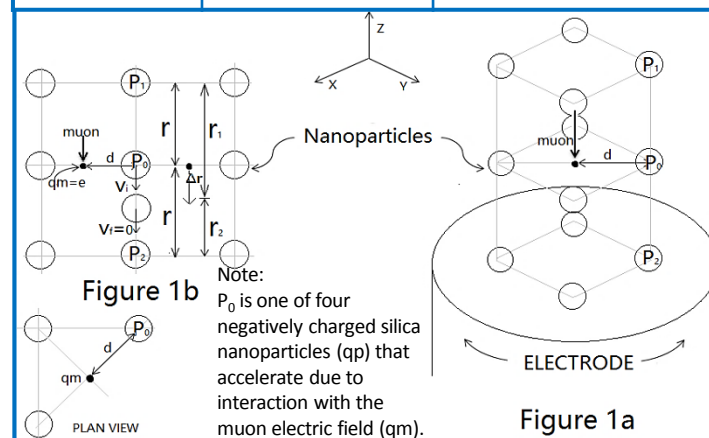 P₁
r
r₁
muon
d
P₀
qm=e
Vᵢ
Δr
V_f=0
r
r₂
P₂
Figure 1b
Z
X
Y
Nanoparticles
P₁
muon
d
P₀
P₂
ELECTRODE
Figure 1a
P₀
d
qm
PLAN VIEW
Note:
P₀ is one of four
negatively charged silica
nanoparticles (qp) that
accelerate due to
interaction with the
muon electric field (qm).